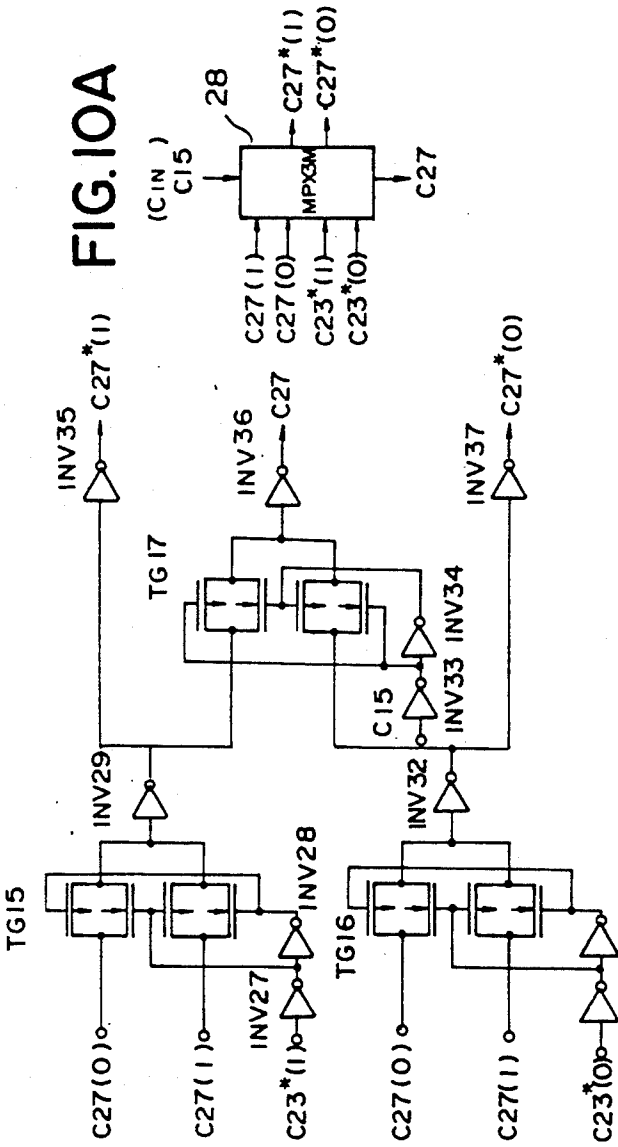 FIG.10A
TG15
C27(0)
C27(1)
C23*(1)
INV27
INV28
INV29
TG16
C27(0)
C27(1)
C23*(0)
INV32
TG17
C15
INV33
INV34
INV35
C27*(1)
INV36
C27
INV37
C27*(0)
(CIN)
C15
28
C27(1)
C27(0)
C23*(1)
C23*(0)
MPX3M
C27*(1)
C27*(0)
C27